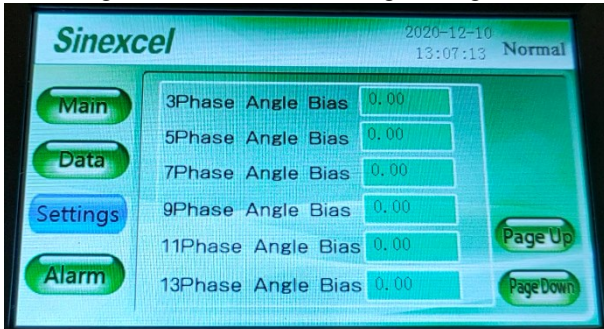 Sinexcel
2020-12-10
13:07:13 Normal
Main
Data
Settings
Alarm
3Phase Angle Bias 0.00
5Phase Angle Bias 0.00
7Phase Angle Bias 0.00
9Phase Angle Bias 0.00
11Phase Angle Bias 0.00
13Phase Angle Bias 0.00
Page Up
Page Down